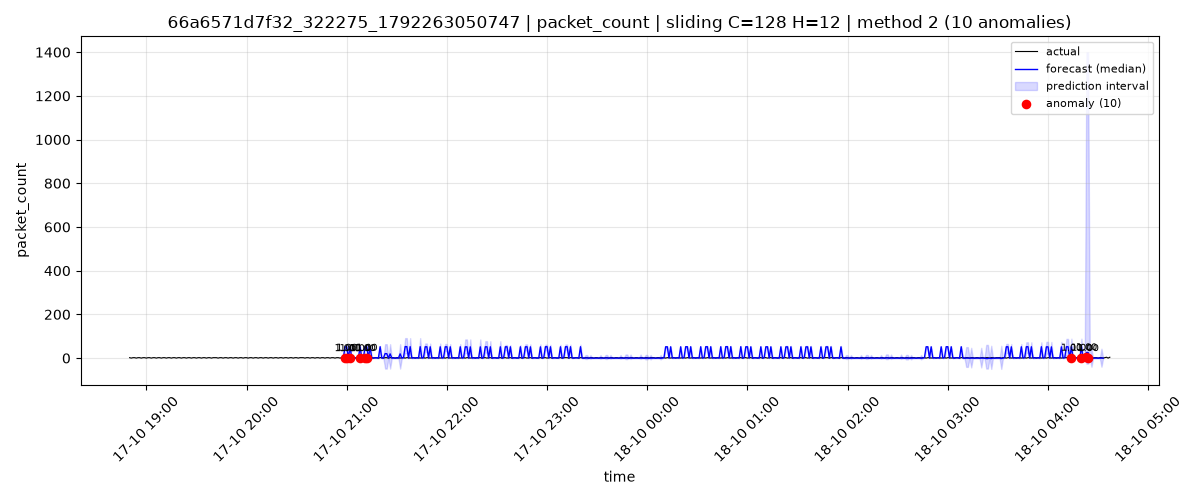 66a6571d7f32_322275_1792263050747 | packet_count | sliding C=128 H=12 | method 2 (10 anomalies)
actual
forecast (median)
prediction interval
anomaly (10)
packet_count
1400
1200
1000
800
600
400
200
0
17-10 19:00
17-10 20:00
17-10 21:00
17-10 22:00
17-10 23:00
18-10 00:00
18-10 01:00
18-10 02:00
18-10 03:00
18-10 04:00
18-10 05:00
time